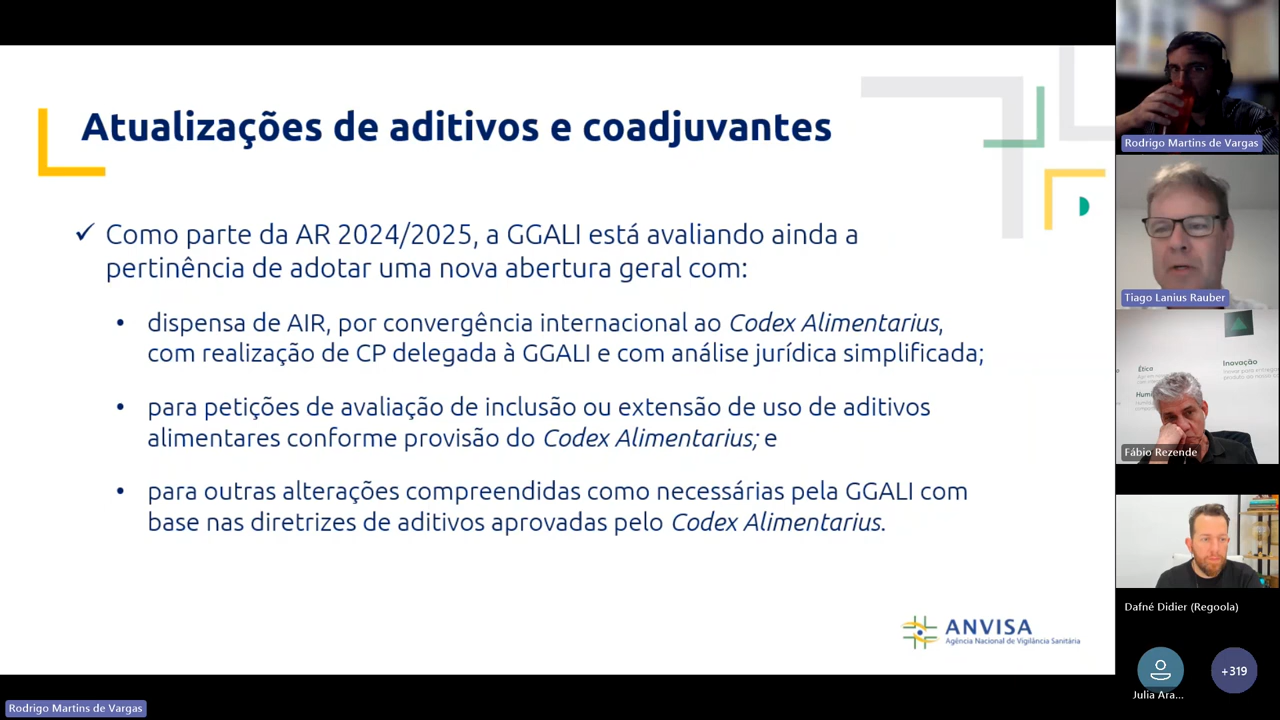 Atualizações de aditivos e coadjuvantes
✓ Como parte da AR 2024/2025, a GGALI está avaliando ainda a
pertinência de adotar uma nova abertura geral com:
• dispensa de AIR, por convergência internacional ao Codex Alimentarius,
com realização de CP delegada à GGALI e com análise jurídica simplificada;
• para petições de avaliação de inclusão ou extensão de uso de aditivos
alimentares conforme provisão do Codex Alimentarius; e
• para outras alterações compreendidas como necessárias pela GGALI com
base nas diretrizes de aditivos aprovadas pelo Codex Alimentarius.
ANVISA
Agência Nacional de Vigilância Sanitária
Rodrigo Martins de Vargas
Tiago Lanius Rauber
Inovação
Ética
Fábio Rezende
Dafné Didier (Regoola)
Julia Ara...
+319
Rodrigo Martins de Vargas